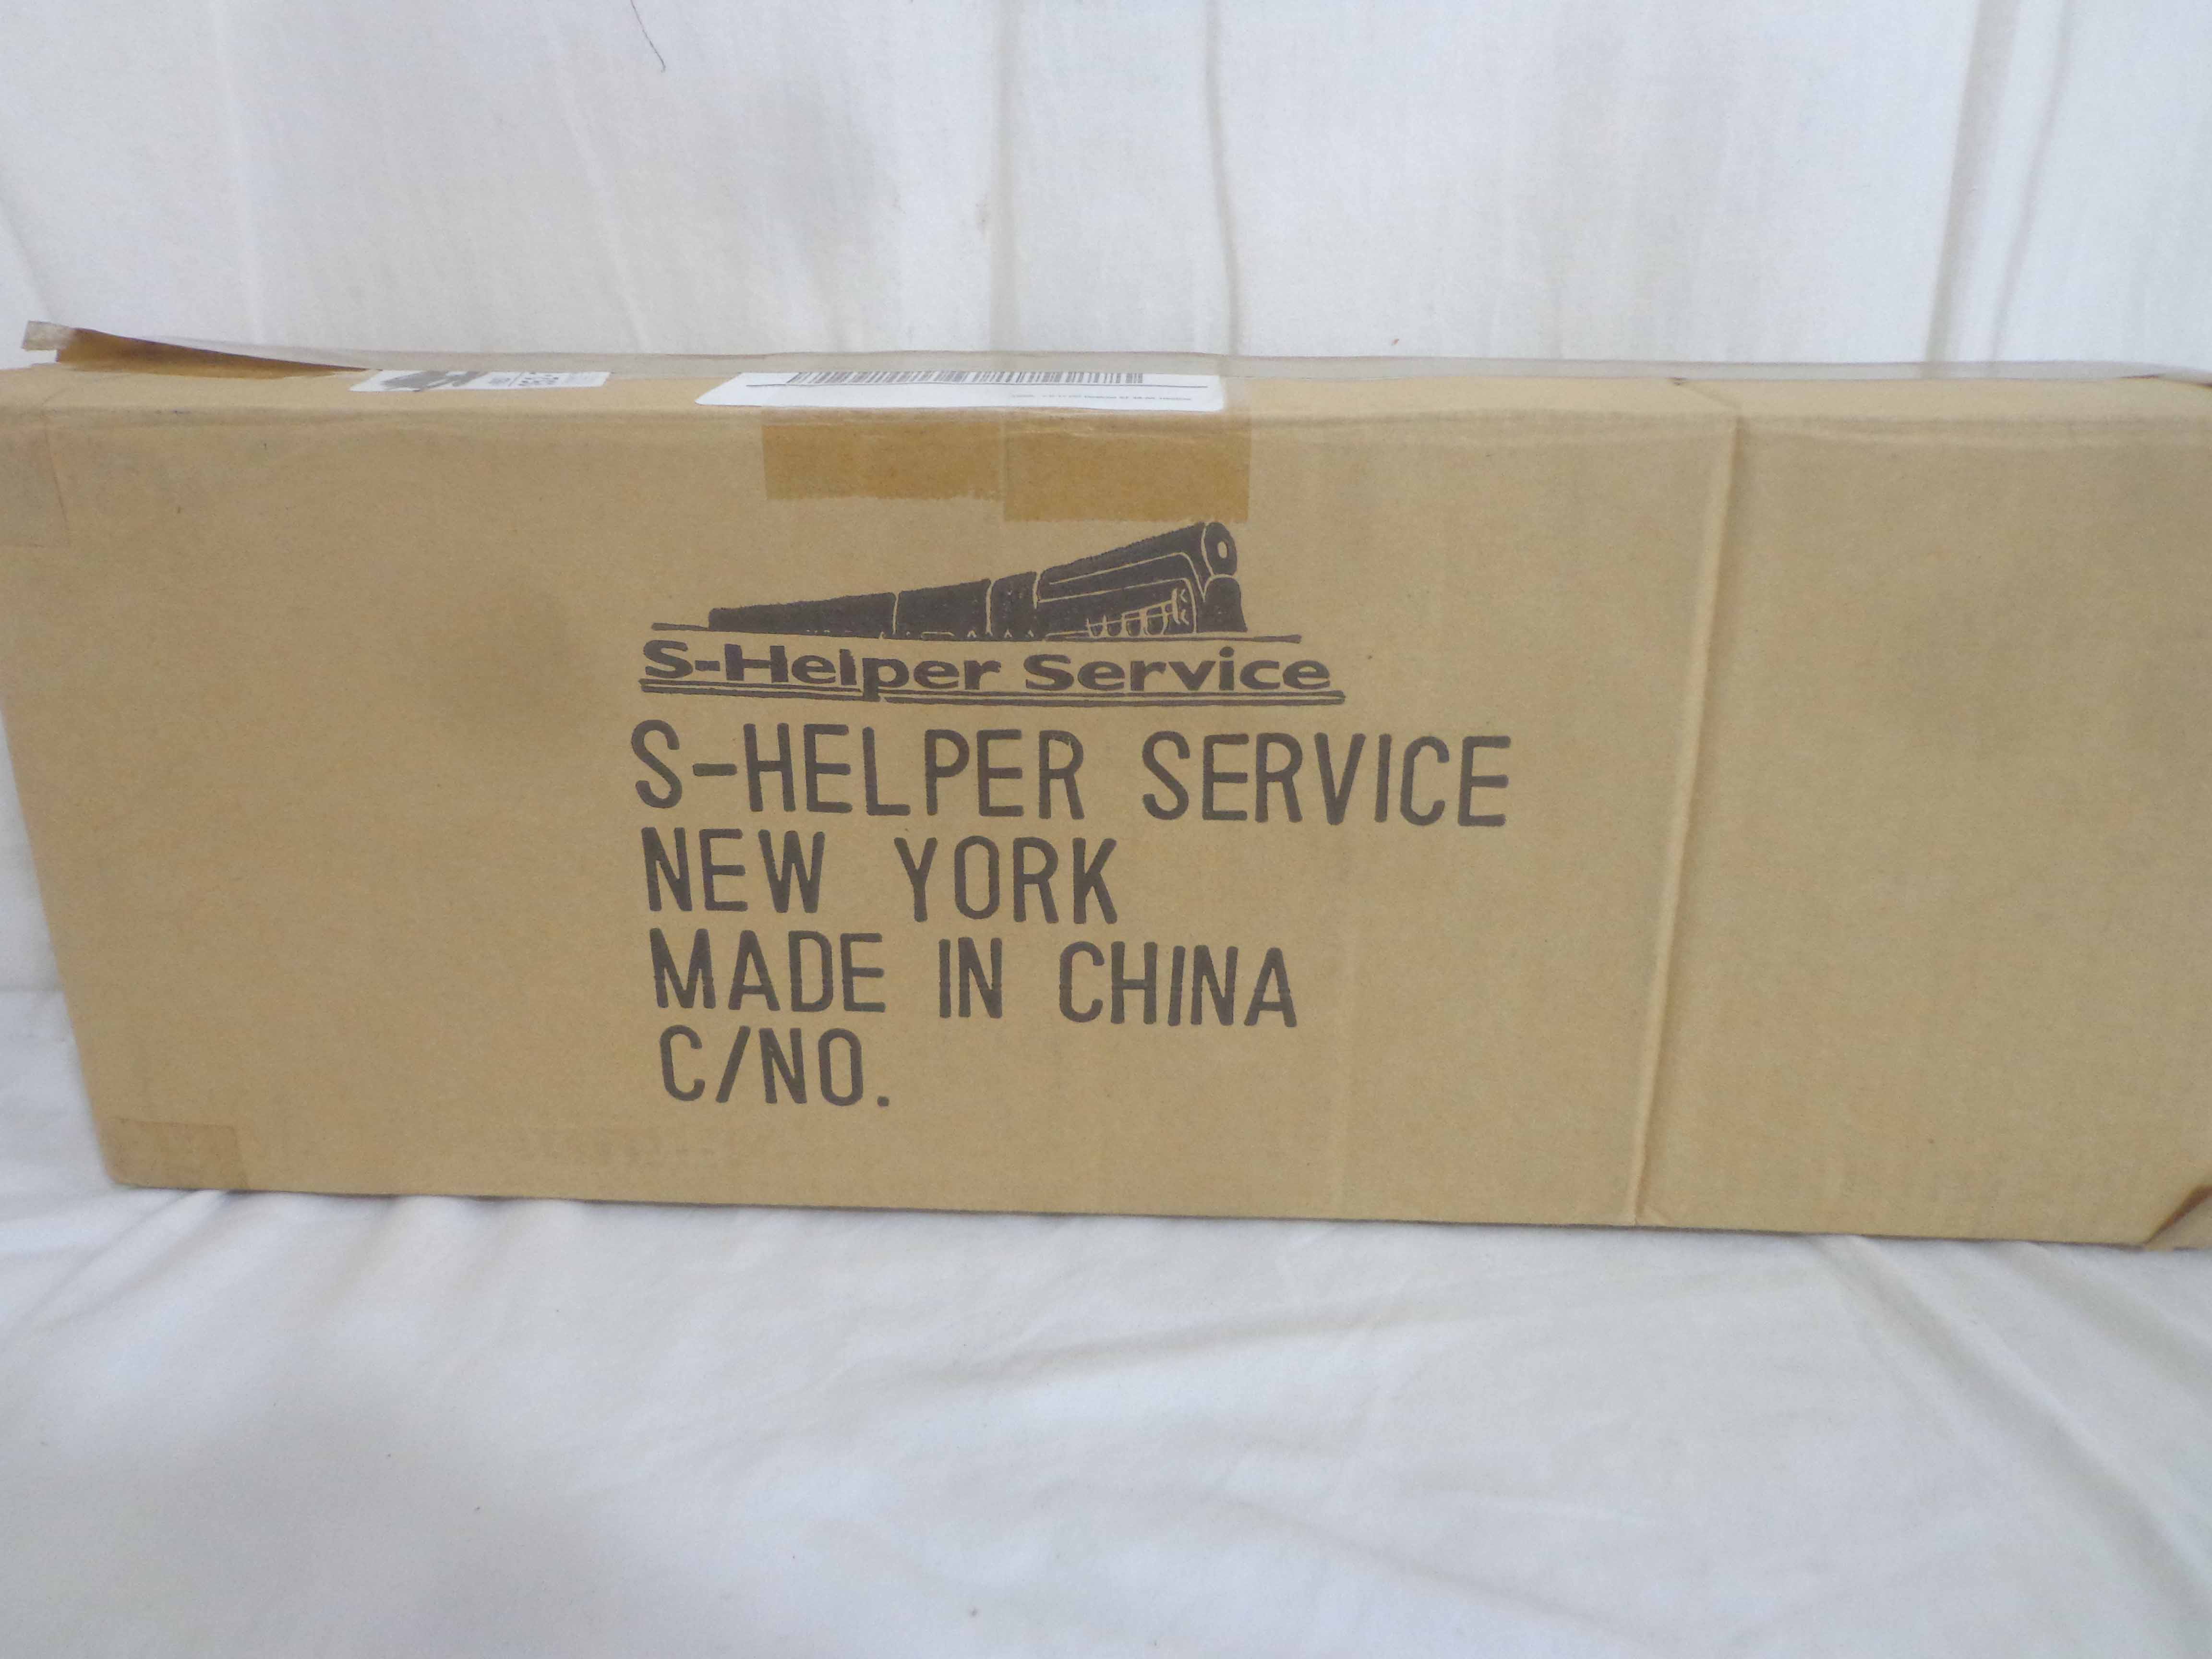 S-Helper Service
S-HELPER SERVICE
NEW YORK
MADE IN CHINA
C/NO.